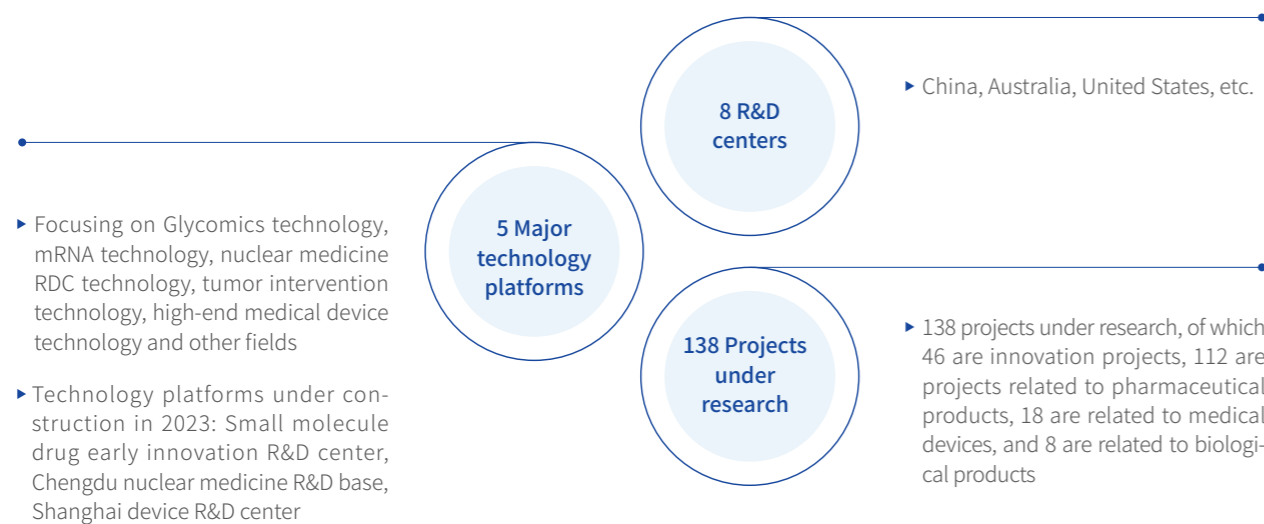 8 R&D
centers
▸ China, Australia, United States, etc.
5 Major
technology
platforms
▸ Focusing on Glycomics technology,
mRNA technology, nuclear medicine
RDC technology, tumor intervention
technology, high-end medical device
technology and other fields
▸ Technology platforms under con-
struction in 2023: Small molecule
drug early innovation R&D center,
Chengdu nuclear medicine R&D base,
Shanghai device R&D center
138 Projects
under
research
▸ 138 projects under research, of which
46 are innovation projects, 112 are
projects related to pharmaceutical
products, 18 are related to medical
devices, and 8 are related to biologi-
cal products